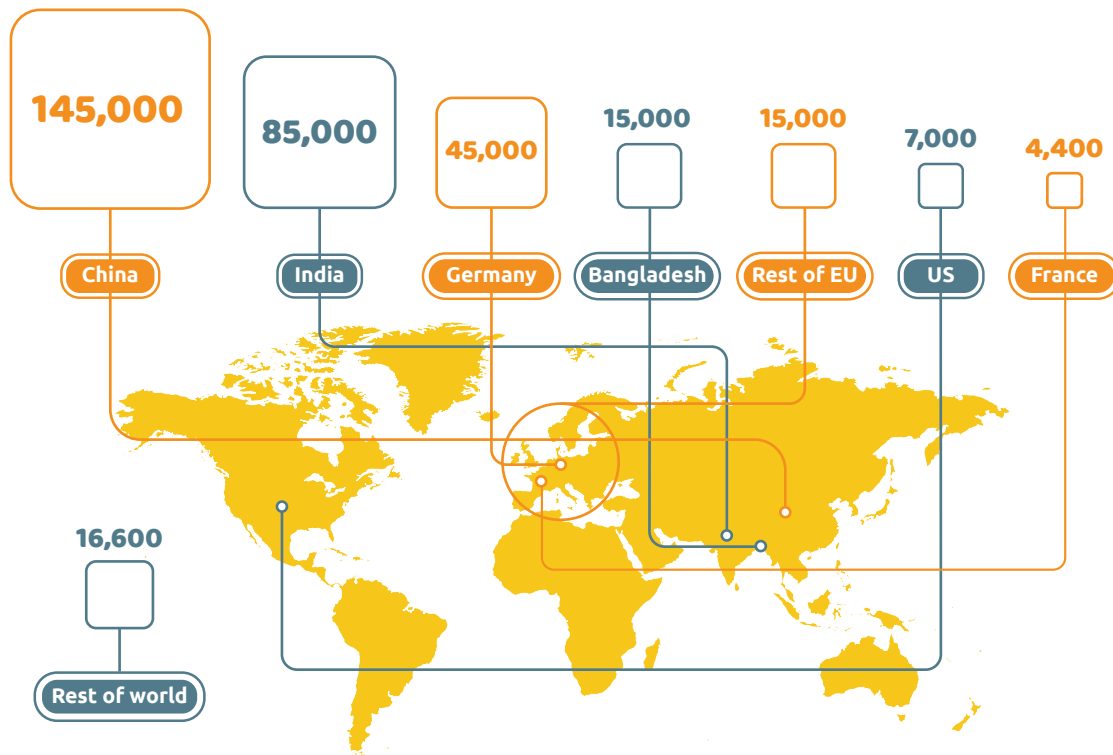 145,000
China
85,000
India
45,000
Germany
15,000
Bangladesh
15,000
Rest of EU
7,000
US
4,400
France
16,600
Rest of world